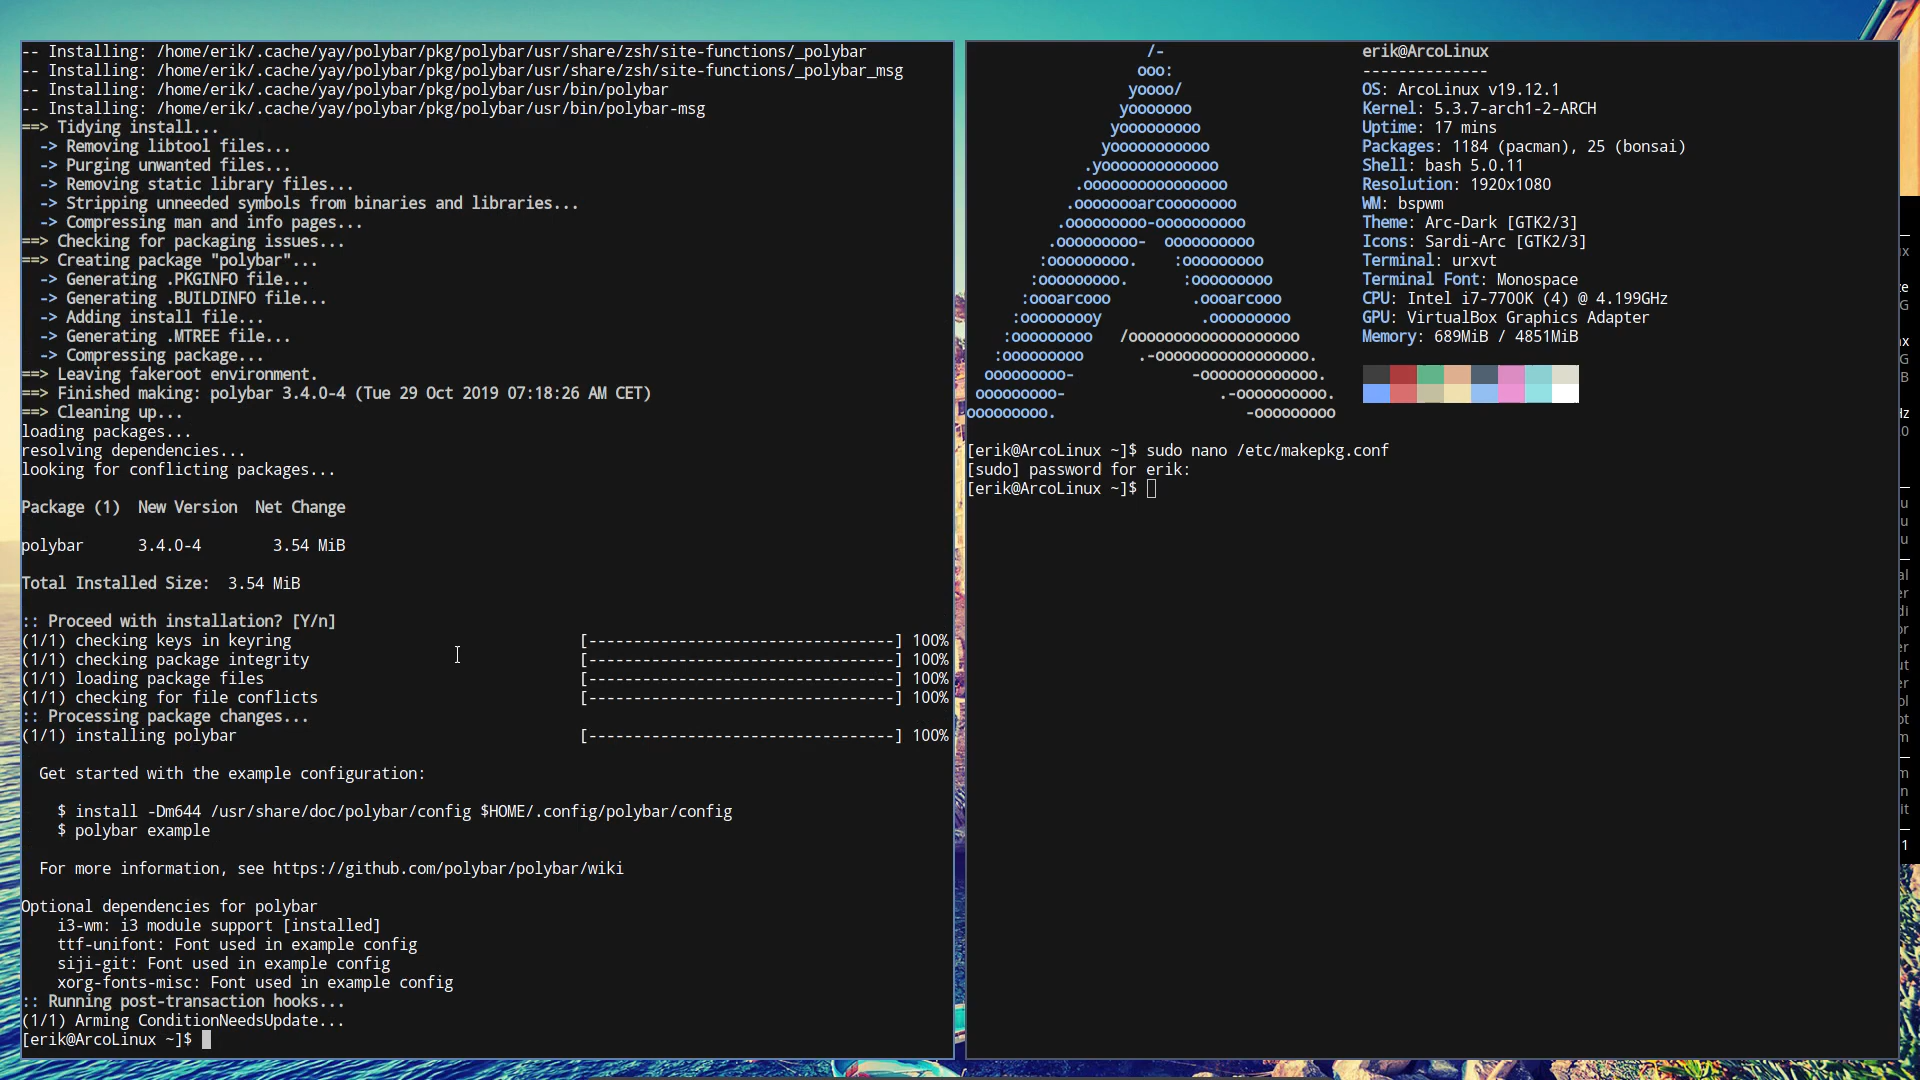 -- Installing: /home/erik/.cache/yay/polybar/pkg/polybar/usr/share/zsh/site-functions/_polybar
-- Installing: /home/erik/.cache/yay/polybar/pkg/polybar/usr/share/zsh/site-functions/_polybar_msg
-- Installing: /home/erik/.cache/yay/polybar/pkg/polybar/usr/bin/polybar
-- Installing: /home/erik/.cache/yay/polybar/pkg/polybar/usr/bin/polybar-msg
==> Tidying install...
  -> Removing libtool files...
  -> Purging unwanted files...
  -> Removing static library files...
  -> Stripping unneeded symbols from binaries and libraries...
  -> Compressing man and info pages...
==> Checking for packaging issues...
==> Creating package "polybar"...
  -> Generating .PKGINFO file...
  -> Generating .BUILDINFO file...
  -> Adding install file...
  -> Generating .MTREE file...
  -> Compressing package...
==> Leaving fakeroot environment.
==> Finished making: polybar 3.4.0-4 (Tue 29 Oct 2019 07:18:26 AM CET)
==> Cleaning up...
loading packages...
resolving dependencies...
looking for conflicting packages...
Package (1)  New Version  Net Change
polybar      3.4.0-4        3.54 MiB
Total Installed Size:  3.54 MiB
:: Proceed with installation? [Y/n]
(1/1) checking keys in keyring [----------------------------------] 100%
(1/1) checking package integrity [----------------------------------] 100%
(1/1) loading package files [----------------------------------] 100%
(1/1) checking for file conflicts [----------------------------------] 100%
:: Processing package changes...
(1/1) installing polybar [----------------------------------] 100%
  Get started with the example configuration:
    $ install -Dm644 /usr/share/doc/polybar/config $HOME/.config/polybar/config
    $ polybar example
  For more information, see https://github.com/polybar/polybar/wiki
Optional dependencies for polybar
    i3-wm: i3 module support [installed]
    ttf-unifont: Font used in example config
    siji-git: Font used in example config
    xorg-fonts-misc: Font used in example config
:: Running post-transaction hooks...
(1/1) Arming ConditionNeedsUpdate...
[erik@ArcoLinux ~]$
                    /-
                   ooo:
                  yoooo/
                 yooooooo
                yooooooooo
               yooooooooooo
             .yooooooooooooo
            .oooooooooooooooo
           .oooooooarcoooooooo
          .ooooooooo-oooooooooo
         .ooooooooo-  oooooooooo
        :ooooooooo.    :ooooooooo
       :ooooooooo.      :ooooooooo
      :oooarcooo         .oooarcooo
     :ooooooooy           .ooooooooo
    :ooooooooo   /ooooooooooooooooooo
   :ooooooooo      .-ooooooooooooooooo.
  ooooooooo-             -ooooooooooooo.
 ooooooooo-                 .-oooooooooo.
ooooooooo.                     -ooooooooo
erik@ArcoLinux
--------------
OS: ArcoLinux v19.12.1
Kernel: 5.3.7-arch1-2-ARCH
Uptime: 17 mins
Packages: 1184 (pacman), 25 (bonsai)
Shell: bash 5.0.11
Resolution: 1920x1080
WM: bspwm
Theme: Arc-Dark [GTK2/3]
Icons: Sardi-Arc [GTK2/3]
Terminal: urxvt
Terminal Font: Monospace
CPU: Intel i7-7700K (4) @ 4.199GHz
GPU: VirtualBox Graphics Adapter
Memory: 689MiB / 4851MiB
[erik@ArcoLinux ~]$ sudo nano /etc/makepkg.conf
[sudo] password for erik:
[erik@ArcoLinux ~]$